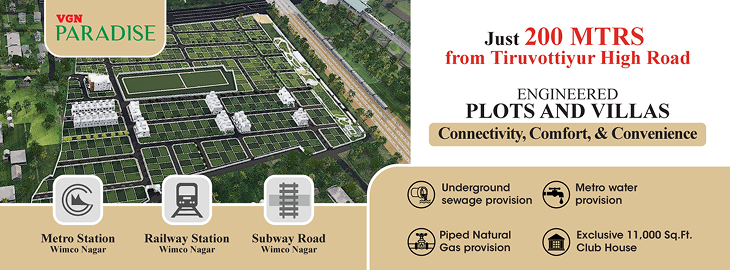 VGN
PARADISE
Just 200 MTRS
from Tiruvottiyur High Road
ENGINEERED
PLOTS AND VILLAS
Connectivity, Comfort, & Convenience
Metro Station
Wimco Nagar
Railway Station
Wimco Nagar
Subway Road
Wimco Nagar
Underground
sewage provision
Metro water
provision
Piped Natural
Gas provision
Exclusive 11,000 Sq.Ft.
Club House